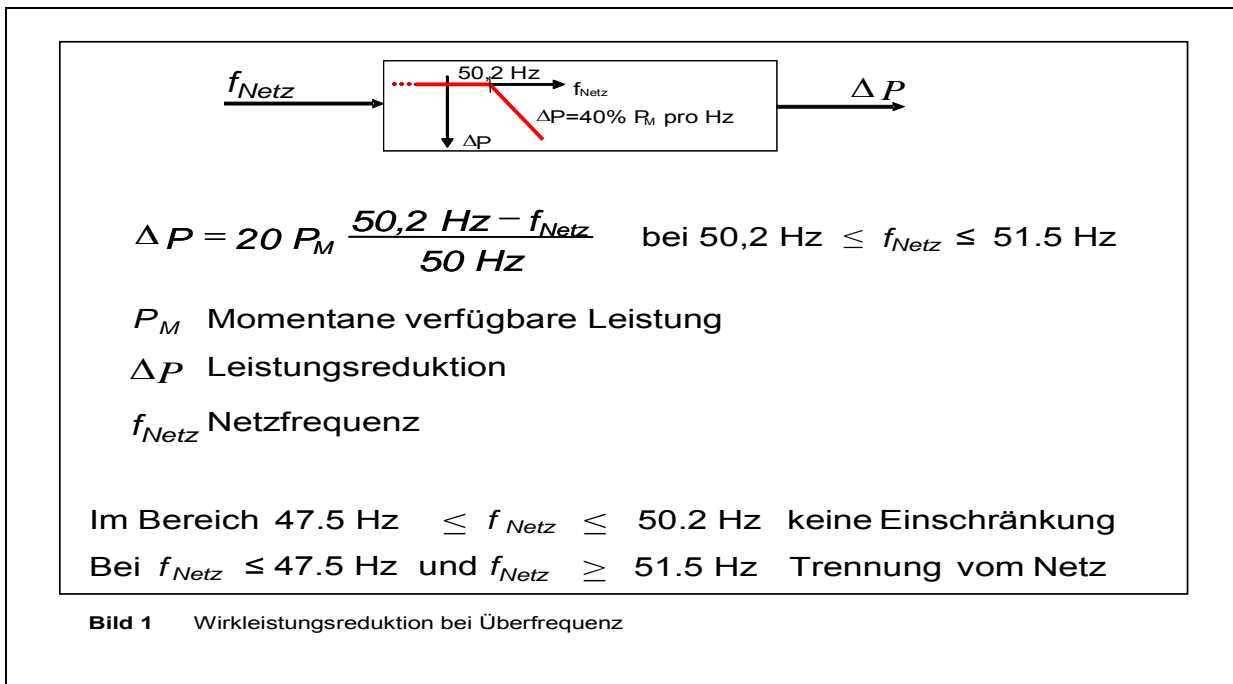 50,2 Hz
f_Netz
f_Netz
ΔP
ΔP=40% P_M pro Hz
ΔP
ΔP = 20 P_M (50,2 Hz − f_Netz) / (50 Hz) bei 50,2 Hz ≤ f_Netz ≤ 51.5 Hz
P_M Momentane verfügbare Leistung
ΔP Leistungsreduktion
f_Netz Netzfrequenz
Im Bereich 47.5 Hz ≤ f_Netz ≤ 50.2 Hz keine Einschränkung
Bei f_Netz ≤ 47.5 Hz und f_Netz ≥ 51.5 Hz Trennung vom Netz
Bild 1 Wirkleistungsreduktion bei Überfrequenz